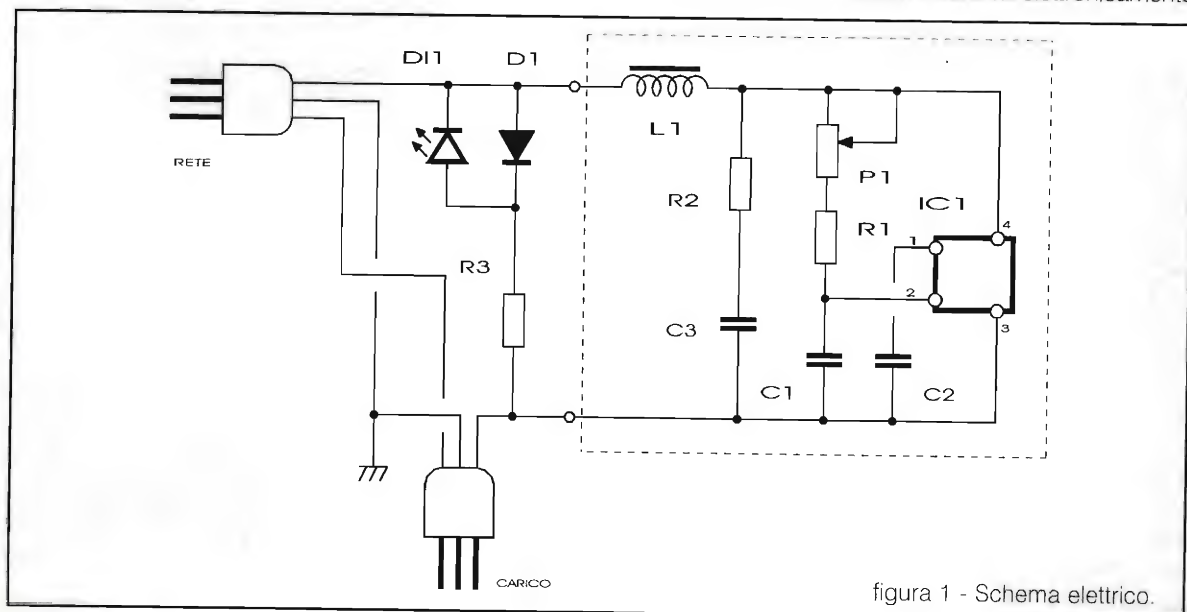 DI1
D1
L1
RETE
P1
R2
IC1
4
R1
1
R3
2
3
C3
C1
C2
CARICO
figura 1 - Schema elettrico.